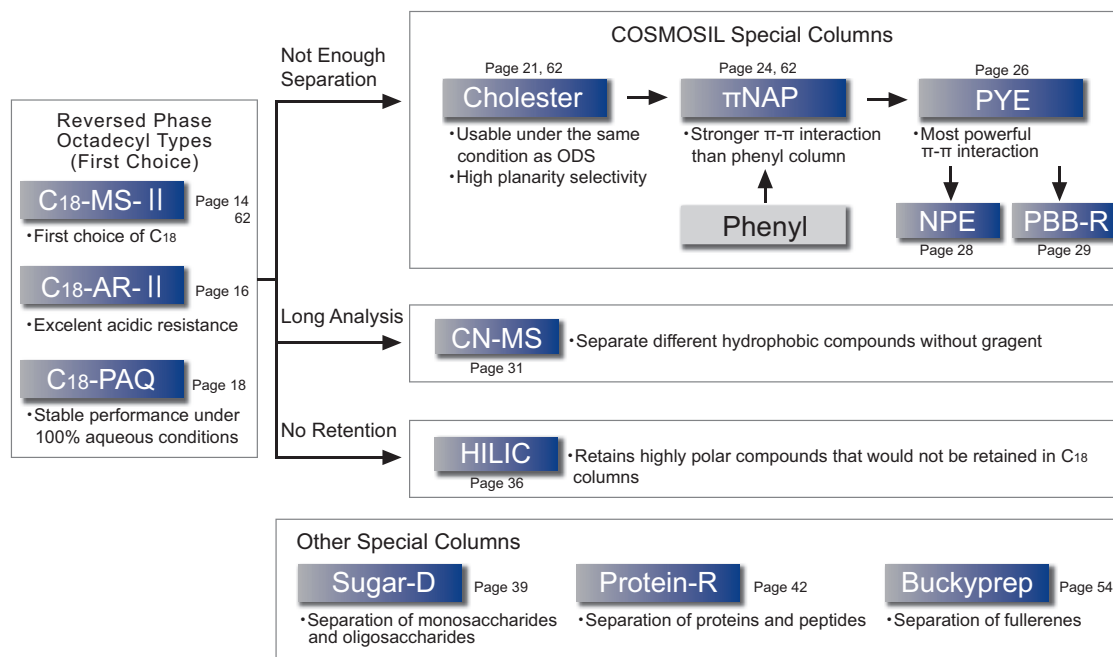 Reversed Phase
Octadecyl Types
(First Choice)
C18-MS-Ⅱ
Page 14
62
・First choice of C18
C18-AR-Ⅱ
Page 16
・Excelent acidic resistance
C18-PAQ
Page 18
・Stable performance under
100% aqueous conditions
Not Enough
Separation
COSMOSIL Special Columns
Page 21, 62
Cholester
・Usable under the same
condition as ODS
・High planarity selectivity
Page 24, 62
πNAP
・Stronger π-π interaction
than phenyl column
Phenyl
Page 26
PYE
・Most powerful
π-π interaction
NPE
Page 28
PBB-R
Page 29
Long Analysis
CN-MS
Page 31
・Separate different hydrophobic compounds without gragent
No Retention
HILIC
Page 36
・Retains highly polar compounds that would not be retained in C18
columns
Other Special Columns
Sugar-D
Page 39
・Separation of monosaccharides
and oligosaccharides
Protein-R
Page 42
・Separation of proteins and peptides
Buckyprep
Page 54
・Separation of fullerenes